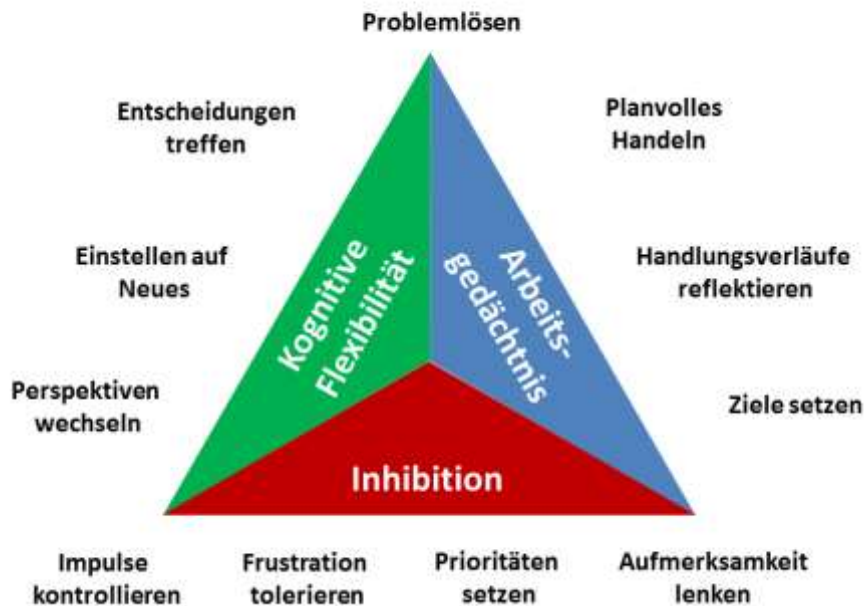 Problemlösen
Entscheidungen
treffen
Planvolles
Handeln
Einstellen auf
Neues
Kognitive
Flexibilität
Arbeits-
gedächtnis
Handlungsverläufe
reflektieren
Perspektiven
wechseln
Ziele setzen
Inhibition
Impulse
kontrollieren
Frustration
tolerieren
Prioritäten
setzen
Aufmerksamkeit
lenken